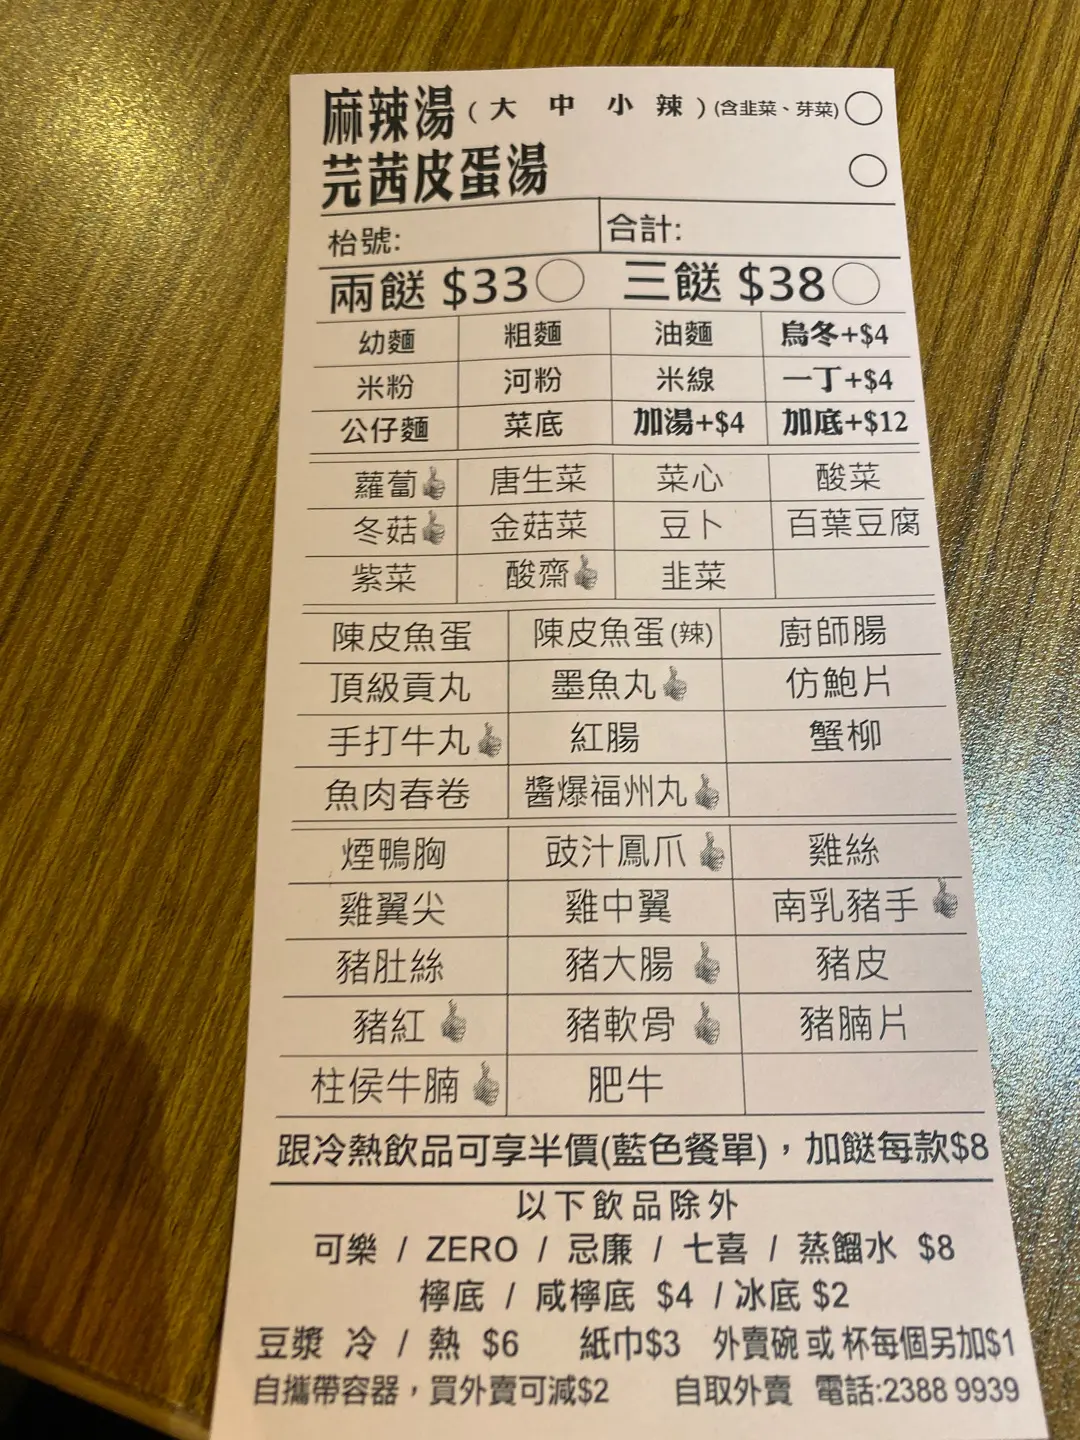 麻辣湯(大 中 小 辣)(含韭菜、芽菜)
芫茜皮蛋湯
枱號: 合計:
兩餸 $33 三餸 $38
幼麵 粗麵 油麵 烏冬+$4
米粉 河粉 米線 一丁+$4
公仔麵 菜底 加湯+$4 加底+$12
蘿蔔 唐生菜 菜心 酸菜
冬菇 金菇菜 豆卜 百葉豆腐
紫菜 酸齋 韭菜
陳皮魚蛋 陳皮魚蛋(辣) 廚師腸
頂級貢丸 墨魚丸 仿鮑片
手打牛丸 紅腸 蟹柳
魚肉春卷 醬爆福州丸
煙鴨胸 豉汁鳳爪 雞絲
雞翼尖 雞中翼 南乳豬手
豬肚絲 豬大腸 豬皮
豬紅 豬軟骨 豬腩片
柱侯牛腩 肥牛
跟冷熱飲品可享半價(藍色餐單)，加餸每款$8
以下飲品除外
可樂 / ZERO / 忌廉 / 七喜 / 蒸餾水 $8
檸底 / 咸檸底 $4 / 冰底 $2
豆漿 冷 / 熱 $6 紙巾$3 外賣碗 或 杯每個另加$1
自攜帶容器，買外賣可減$2 自取外賣 電話:2388 9939